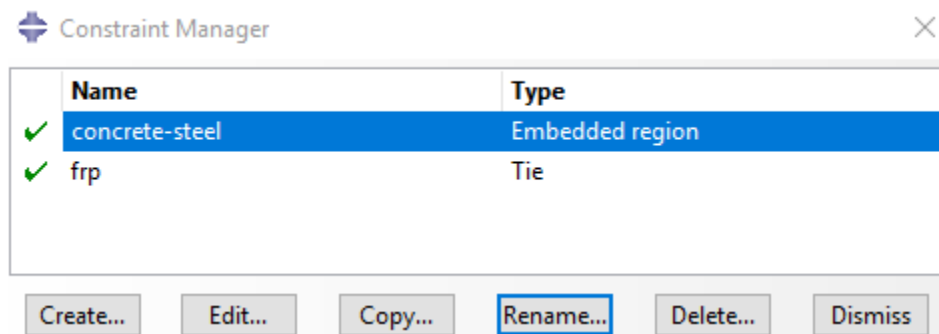 Constraint Manager
Name Type
concrete-steel Embedded region
frp Tie
Create... Edit... Copy... Rename... Delete... Dismiss